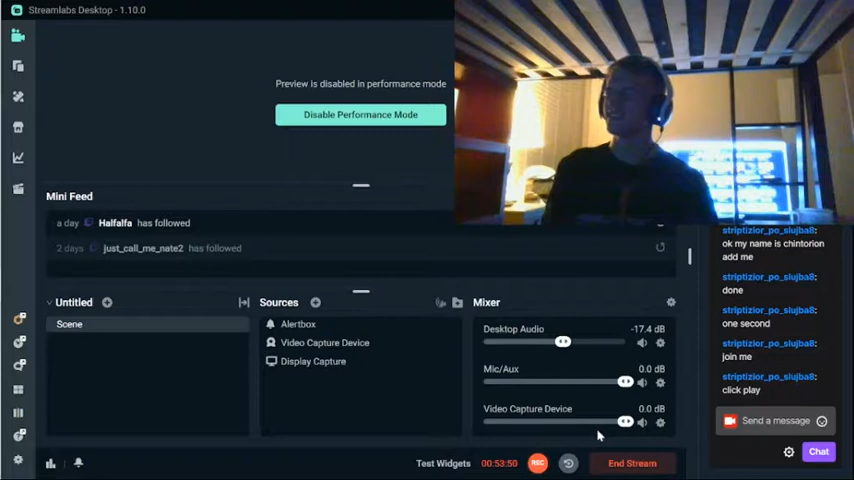 Streamlabs Desktop - 1.10.0
Preview is disabled in performance mode
Disable Performance Mode
Mini Feed
a day Halfalfa has followed
2 days just_call_me_nate2 has followed
Untitled
Scene
Sources
Alertbox
Video Capture Device
Display Capture
Mixer
Desktop Audio -17.4 dB
Mic/Aux 0.0 dB
Video Capture Device 0.0 dB
striptizior_po_slujba8:
ok my name is chintorion
add me
striptizior_po_slujba8:
done
striptizior_po_slujba8:
one second
striptizior_po_slujba8:
join me
striptizior_po_slujba8:
click play
Send a message
Chat
Test Widgets 00:53:50 REC End Stream